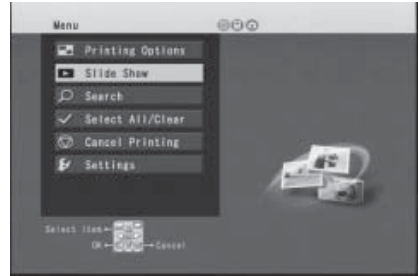 Menu
Printing Options
Slide Show
Search
Select All/Clear
Cancel Printing
Settings
Select item
OK
Cancel